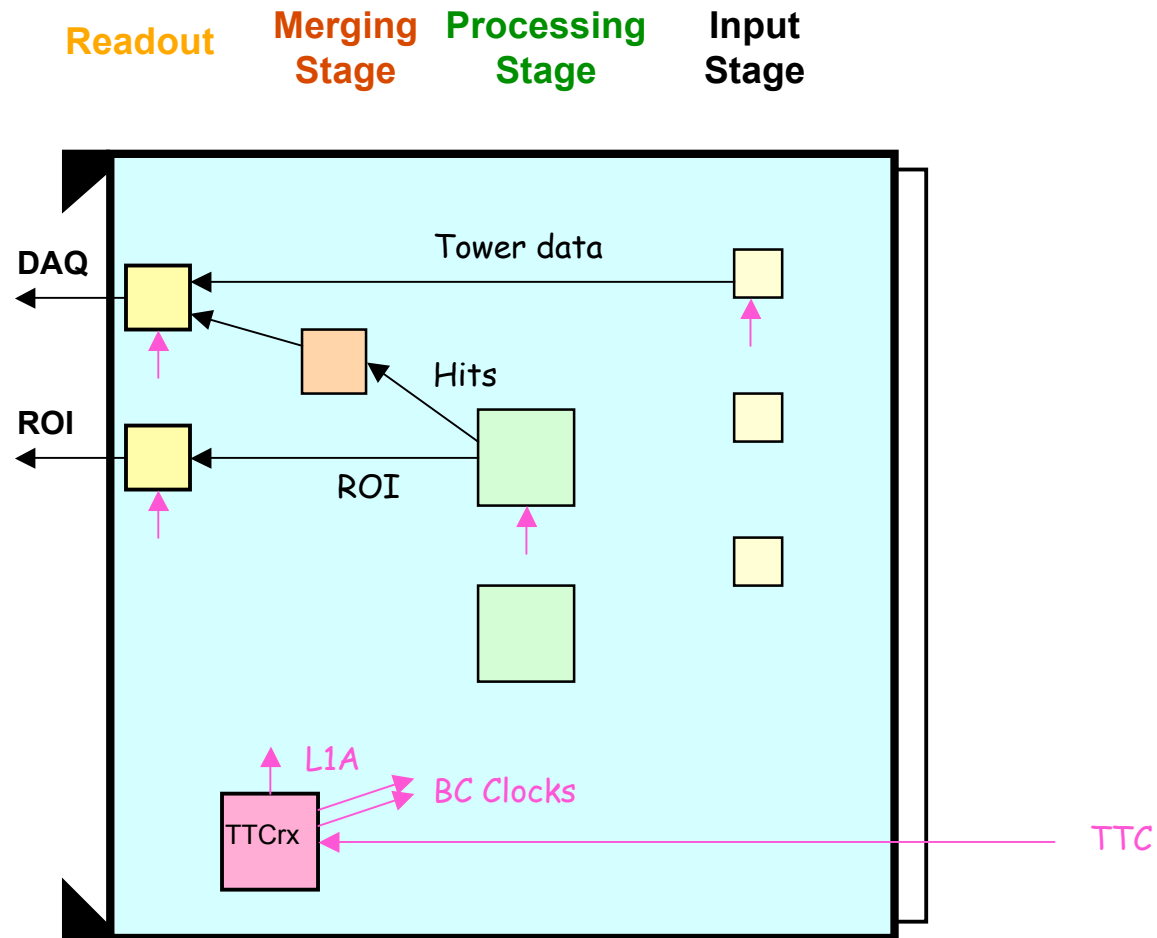 Readout
Merging
Stage
Processing
Stage
Input
Stage
Tower data
DAQ
Hits
ROI
ROI
L1A
BC Clocks
TTCrx
TTC